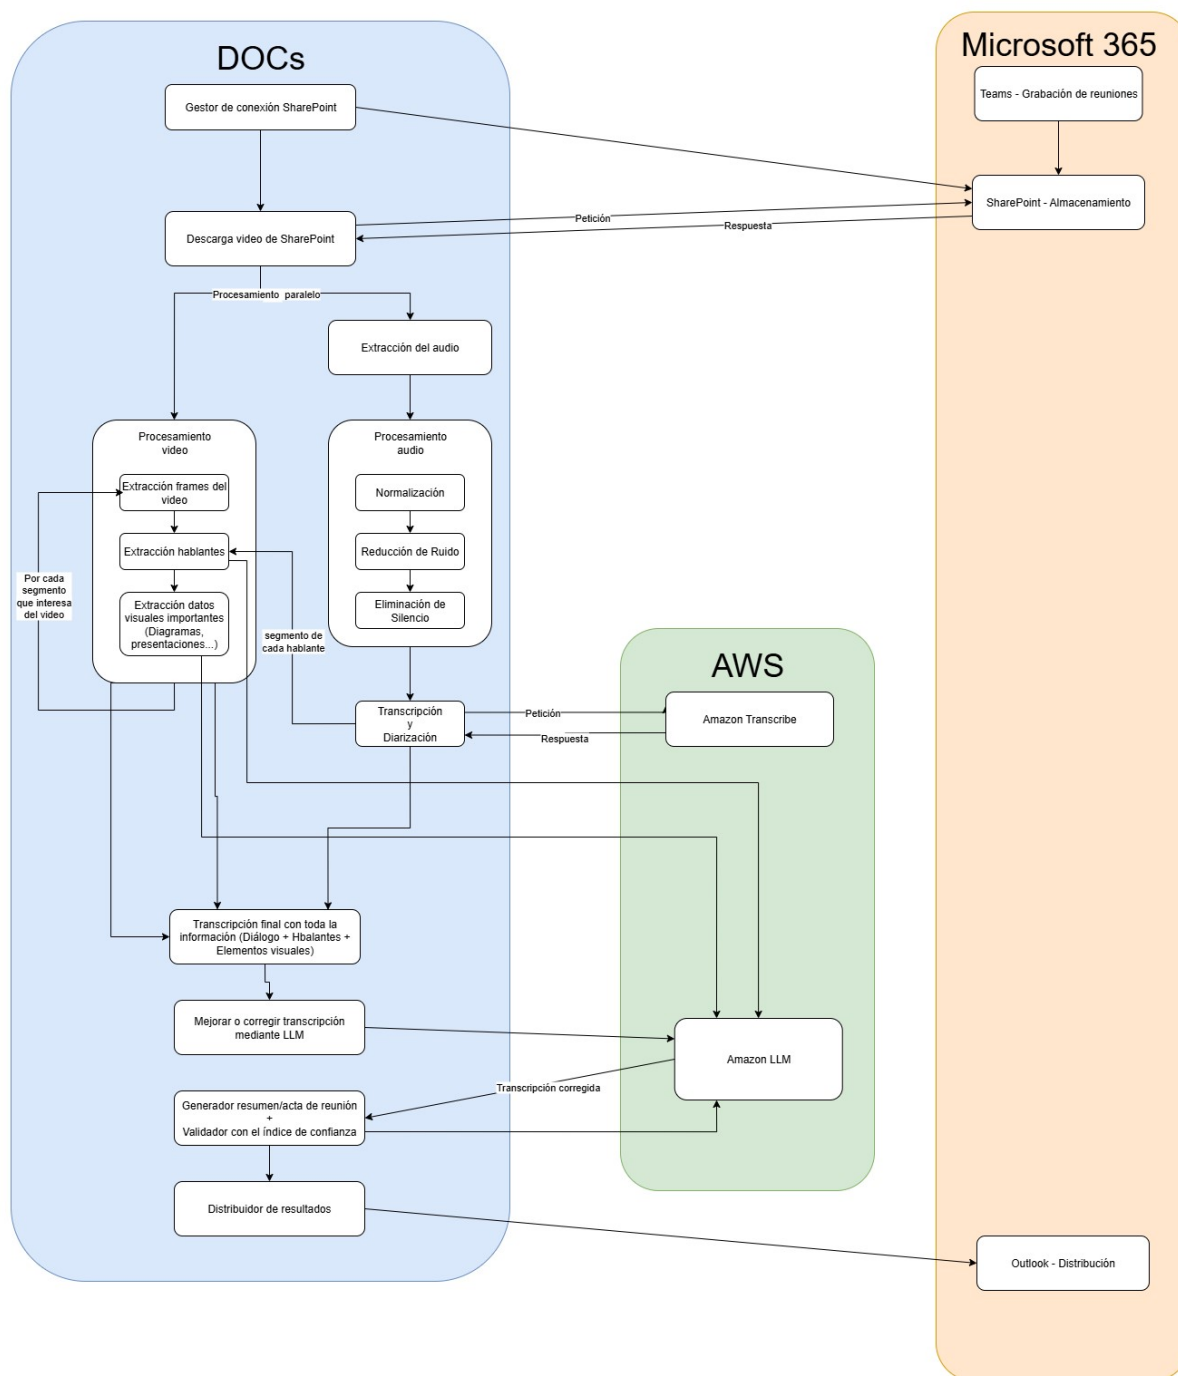 DOCs
Microsoft 365
Gestor de conexión SharePoint
Teams - Grabación de reuniones
SharePoint - Almacenamiento
Petición
Respuesta
Descarga video de SharePoint
Procesamiento paralelo
Extracción del audio
Procesamiento
video
Extracción frames del
video
Extracción hablantes
Extracción datos
visuales importantes
(Diagramas,
presentaciones...)
Por cada
segmento
que interesa
del video
Procesamiento
audio
Normalización
Reducción de Ruido
Eliminación de
Silencio
segmento de
cada hablante
AWS
Transcripción
y
Diarización
Petición
Respuesta
Amazon Transcribe
Transcripción final con toda la
información (Diálogo + Hbalantes +
Elementos visuales)
Mejorar o corregir transcripción
mediante LLM
Amazon LLM
Transcripción corregida
Generador resumen/acta de reunión
+
Validador con el índice de confianza
Distribuidor de resultados
Outlook - Distribución